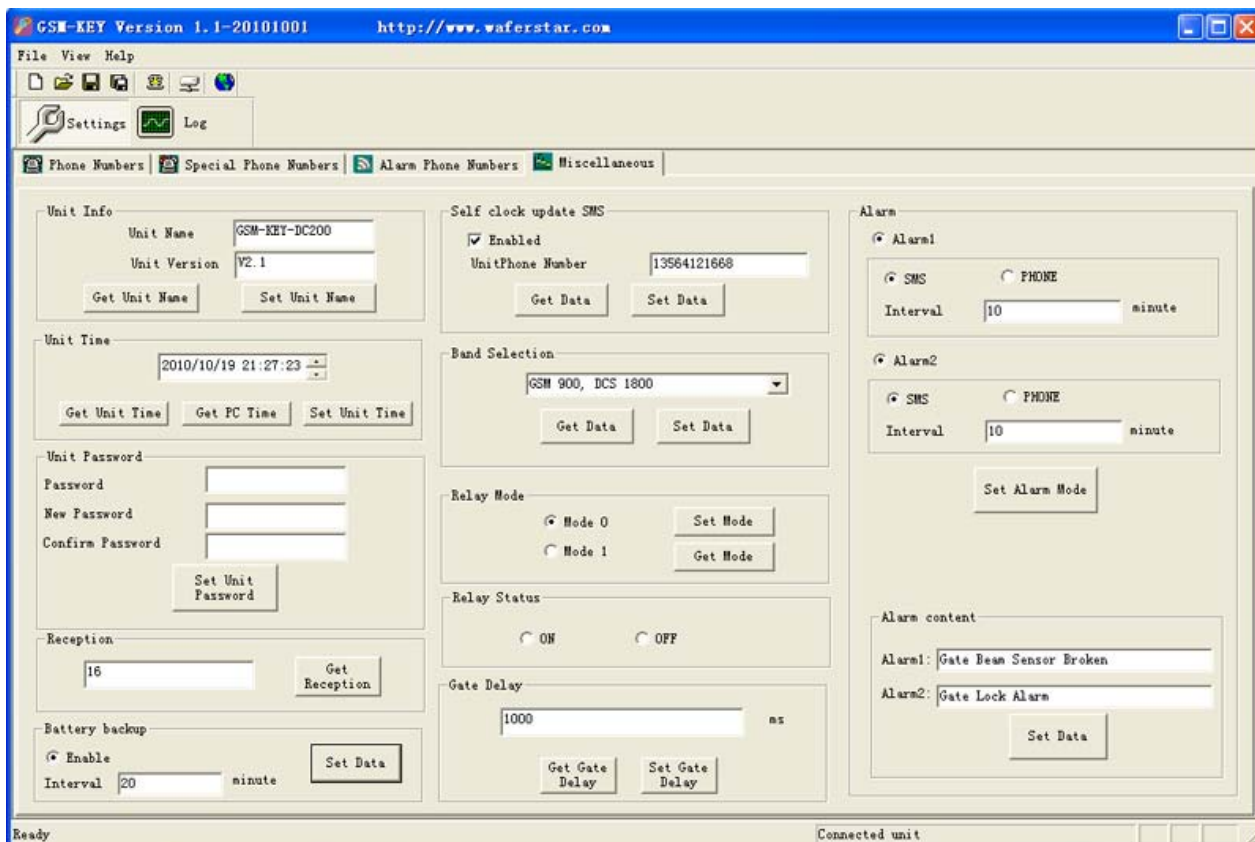 GSM-KEY Version 1.1-20101001 http://www.waferstar.com
File View Help
Settings Log
Phone Numbers Special Phone Numbers Alarm Phone Numbers Miscellaneous
Unit Info
Unit Name GSM-KEY-DC200
Unit Version V2.1
Get Unit Name Set Unit Name
Unit Time
2010/10/19 21:27:23
Get Unit Time Get PC Time Set Unit Time
Unit Password
Password
New Password
Confirm Password
Set Unit
Password
Reception
16
Get
Reception
Battery backup
Enable
Interval 20 minute
Set Data
Self clock update SMS
Enabled
UnitPhone Number 13564121668
Get Data Set Data
Band Selection
GSM 900, DCS 1800
Get Data Set Data
Relay Mode
Mode 0 Set Mode
Mode 1 Get Mode
Relay Status
ON OFF
Gate Delay
1000 ms
Get Gate
Delay
Set Gate
Delay
Alarm
Alarm1
SMS PHONE
Interval 10 minute
Alarm2
SMS PHONE
Interval 10 minute
Set Alarm Mode
Alarm content
Alarm1: Gate Beam Sensor Broken
Alarm2: Gate Lock Alarm
Set Data
Ready Connected unit